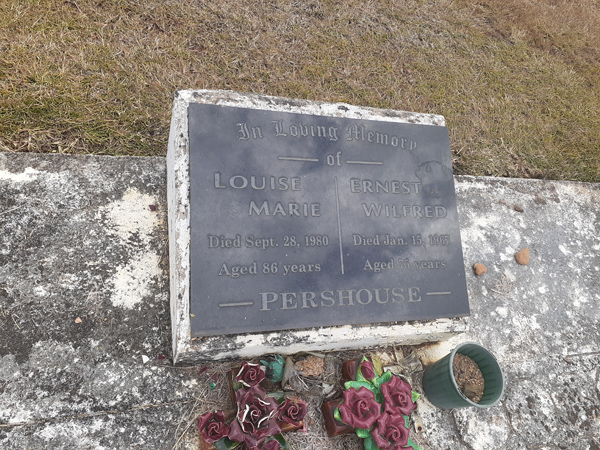 In Loving Memory
of
LOUISE MARIE
Died Sept. 28, 1980
Aged 86 years
ERNEST WILFRED
Died Jan. 15,
Aged years
PERSHOUSE